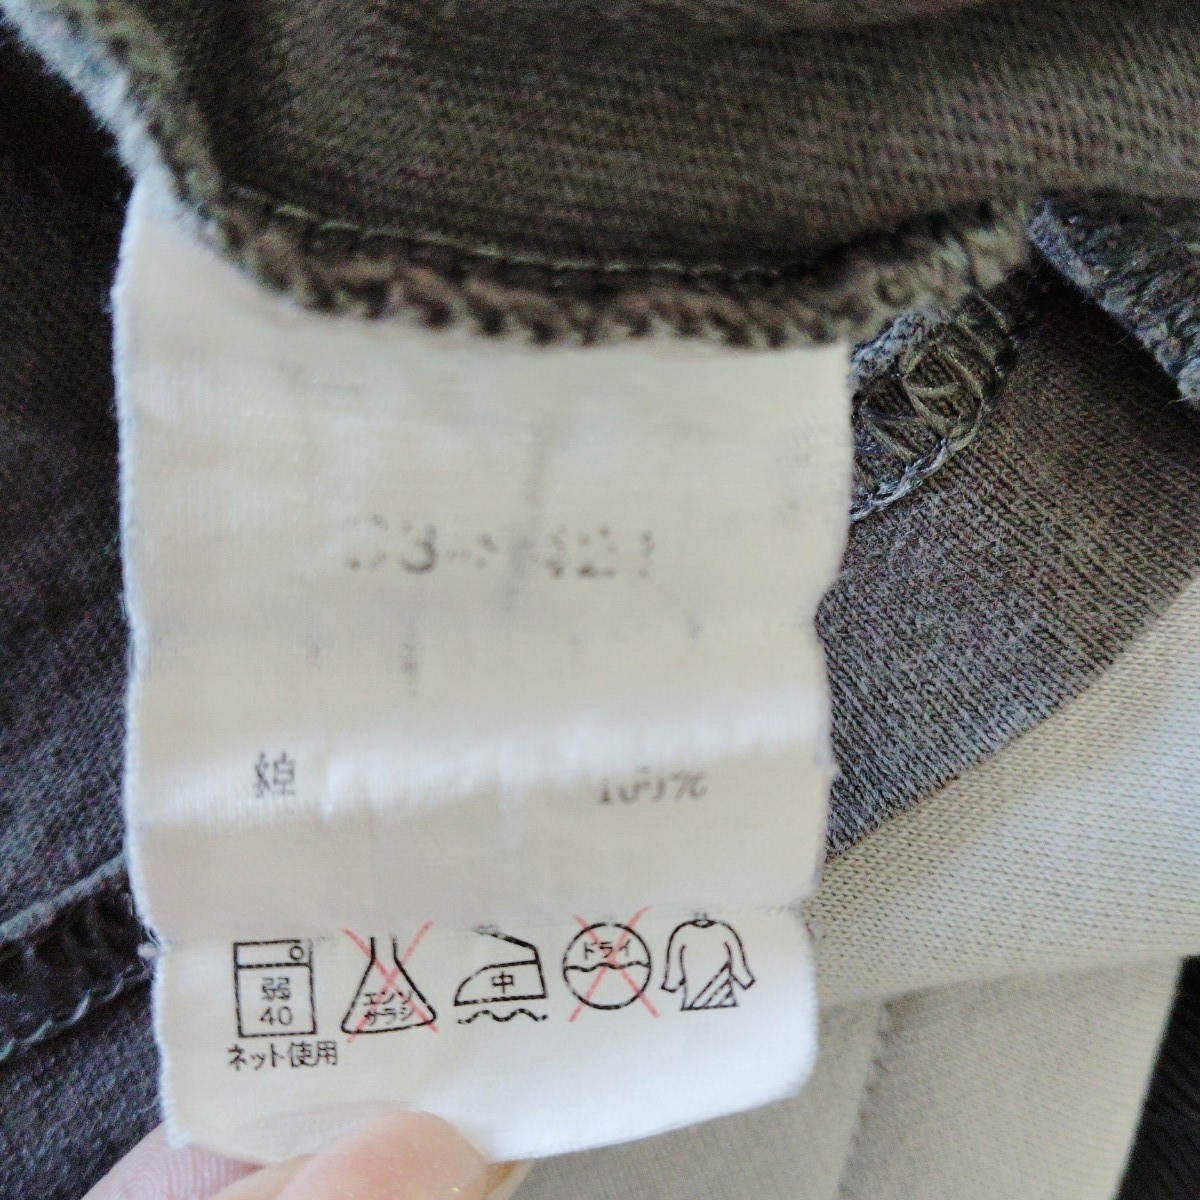 綿 100%
弱 エンソ 中 ドライ
40 サラシ
ネット使用